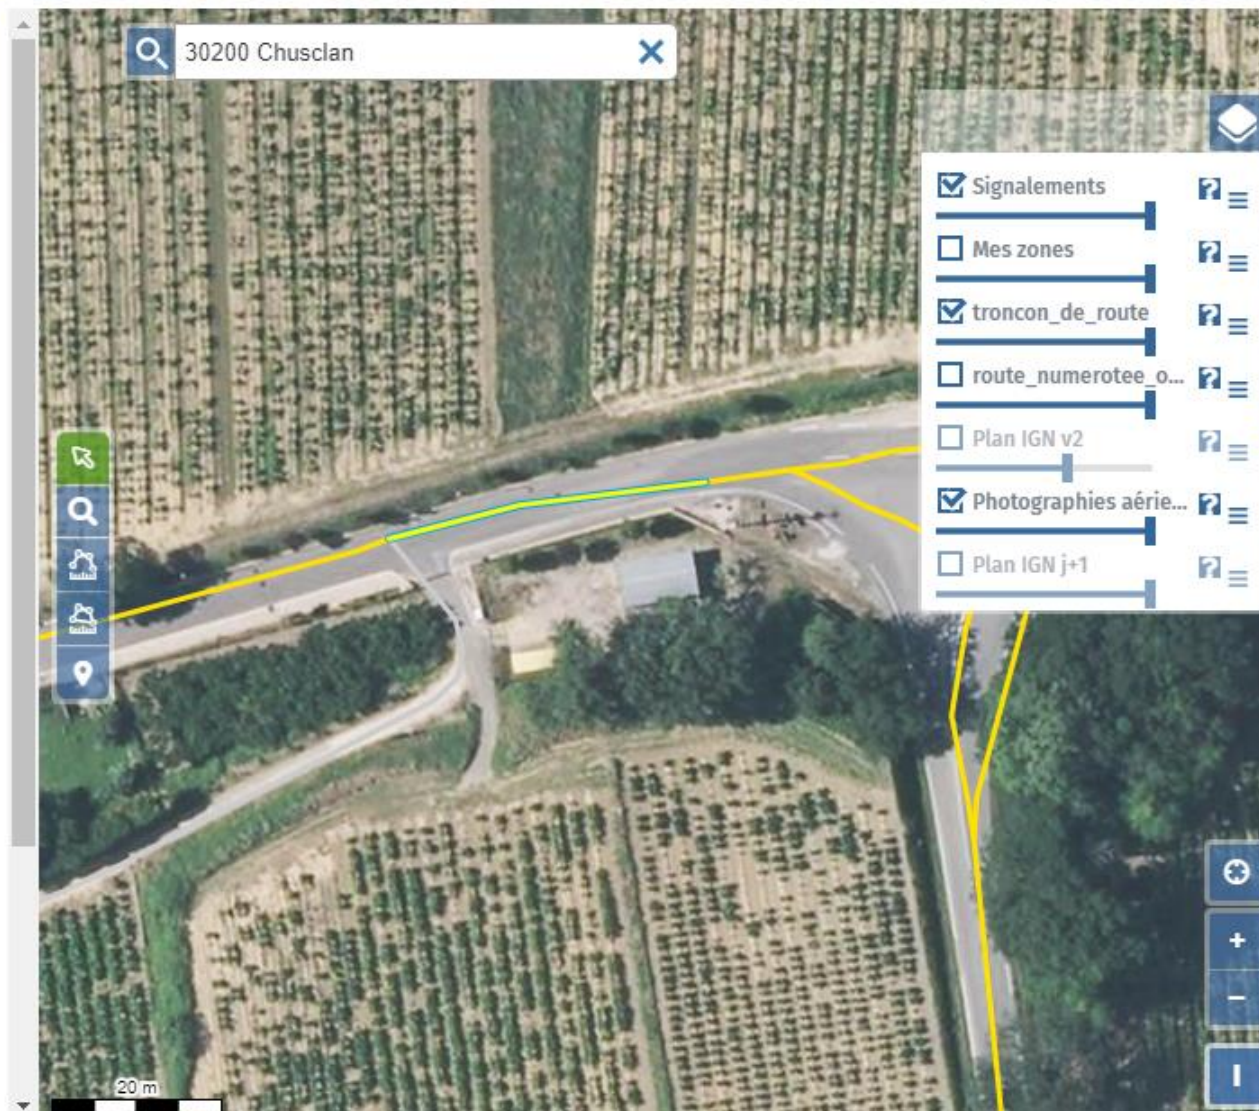 30200 Chusclan
Signalements
Mes zones
troncon_de_route
route_numerotee_o...
Plan IGN v2
Photographies aérie...
Plan IGN j+1
20 m